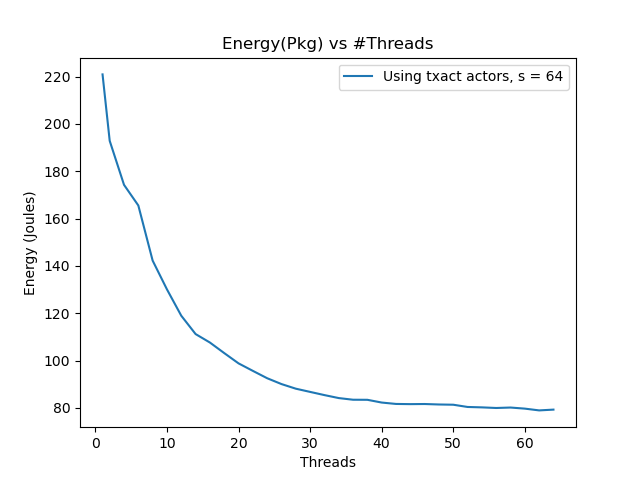 Energy(Pkg) vs #Threads
Using txact actors, s = 64
Energy (Joules)
220
200
180
160
140
120
100
80
0 10 20 30 40 50 60
Threads